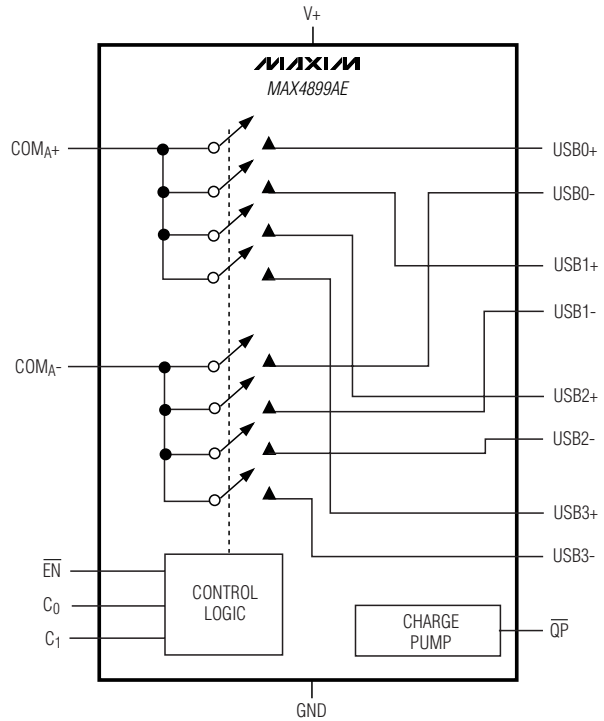 V+
MAXIM
MAX4899AE
COMA+
USB0+
USB0-
USB1+
USB1-
COMA-
USB2+
USB2-
USB3+
USB3-
EN
C0
C1
CONTROL
LOGIC
CHARGE
PUMP
QP
GND